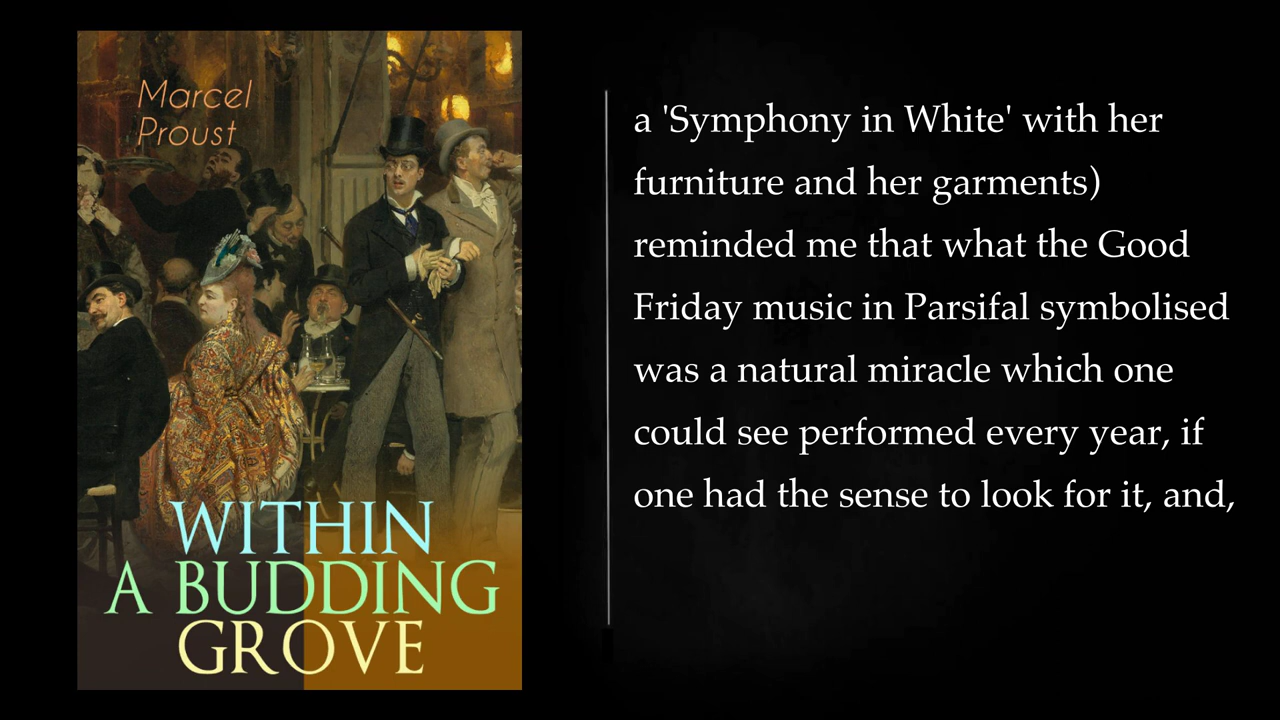 Marcel
Proust
WITHIN
A BUDDING
GROVE
a 'Symphony in White' with her
furniture and her garments)
reminded me that what the Good
Friday music in Parsifal symbolised
was a natural miracle which one
could see performed every year, if
one had the sense to look for it, and,